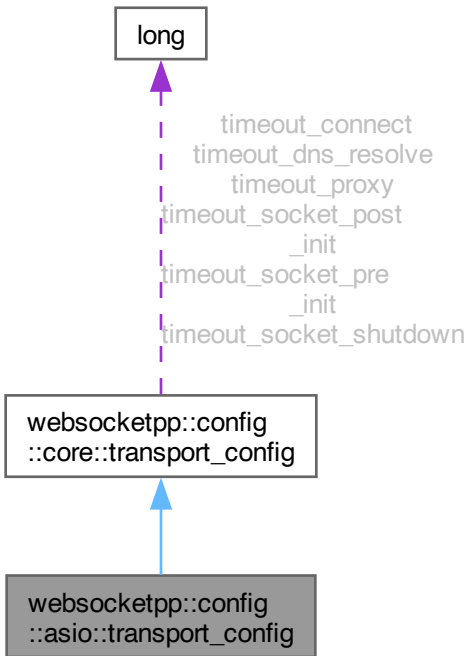 long
timeout_connect
timeout_dns_resolve
timeout_proxy
timeout_socket_post
_init
timeout_socket_pre
_init
timeout_socket_shutdown
websocketpp::config
::core::transport_config
websocketpp::config
::asio::transport_config